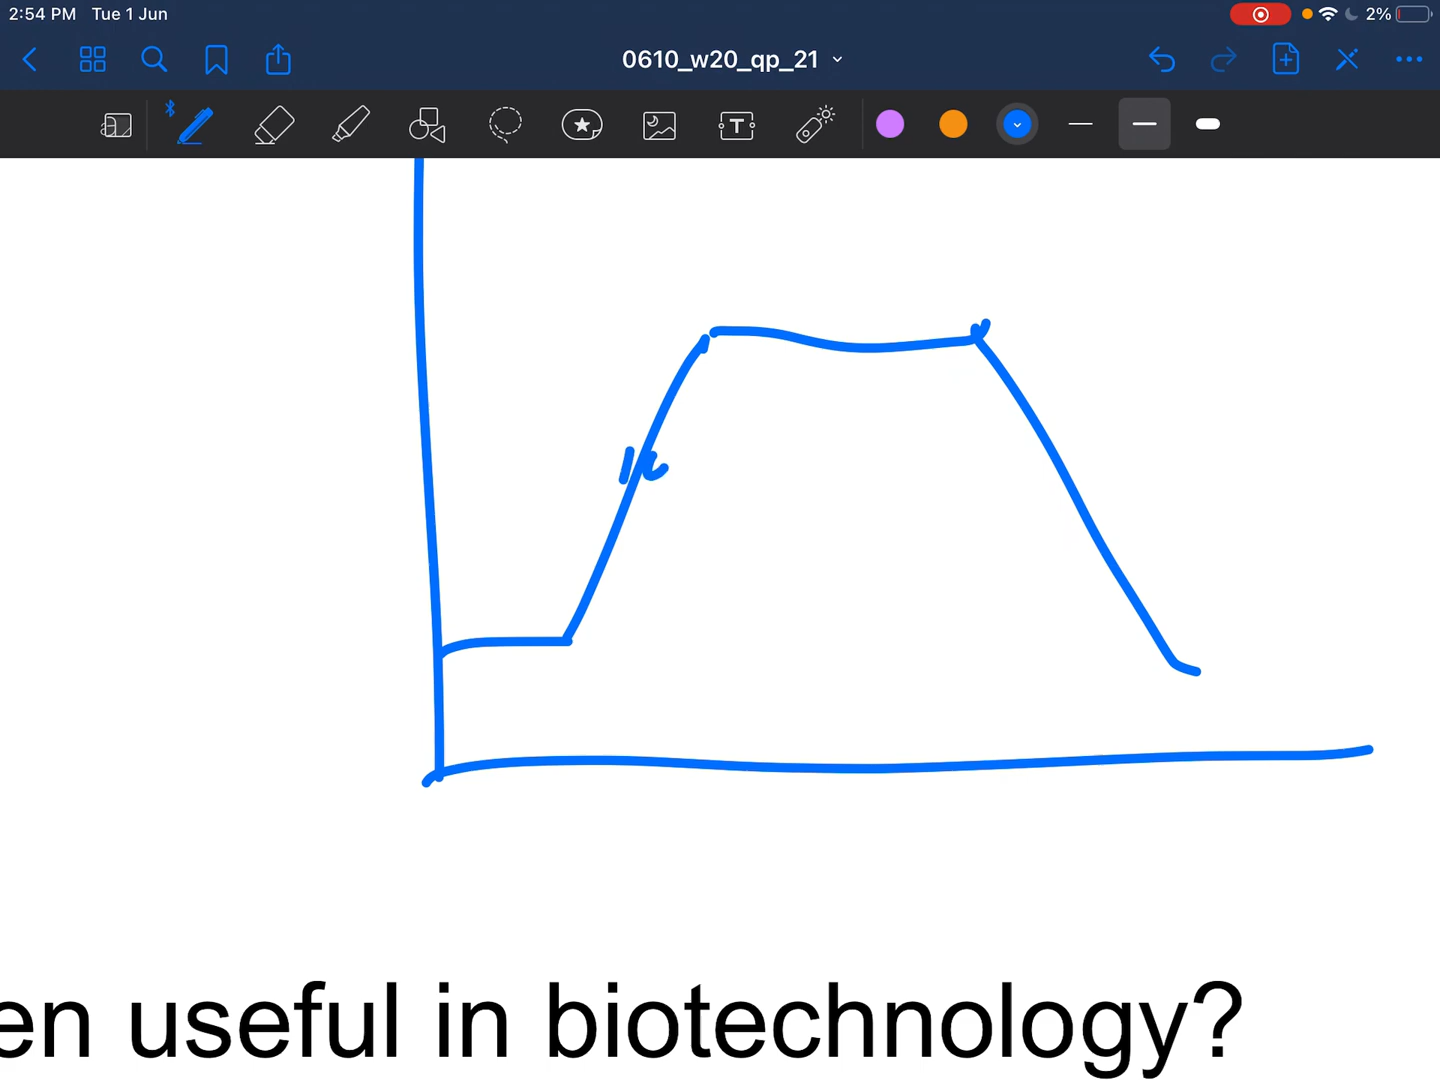 2:54 PM Tue 1 Jun
2%
0610_w20_qp_21
T
en useful in biotechnology?